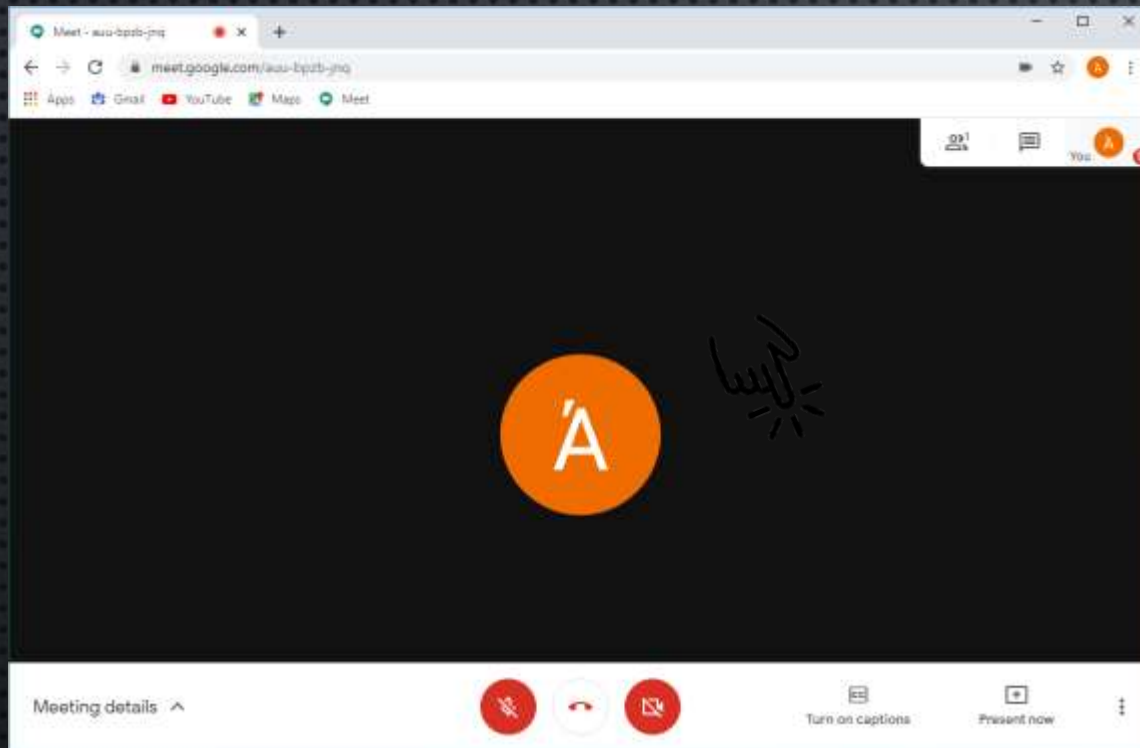 Meet - auu-bpzb-jnq
meet.google.com/auu-bpzb-jnq
Apps Gmail YouTube Maps Meet
1
You Ά
Ά
Meeting details
Turn on captions
Present now